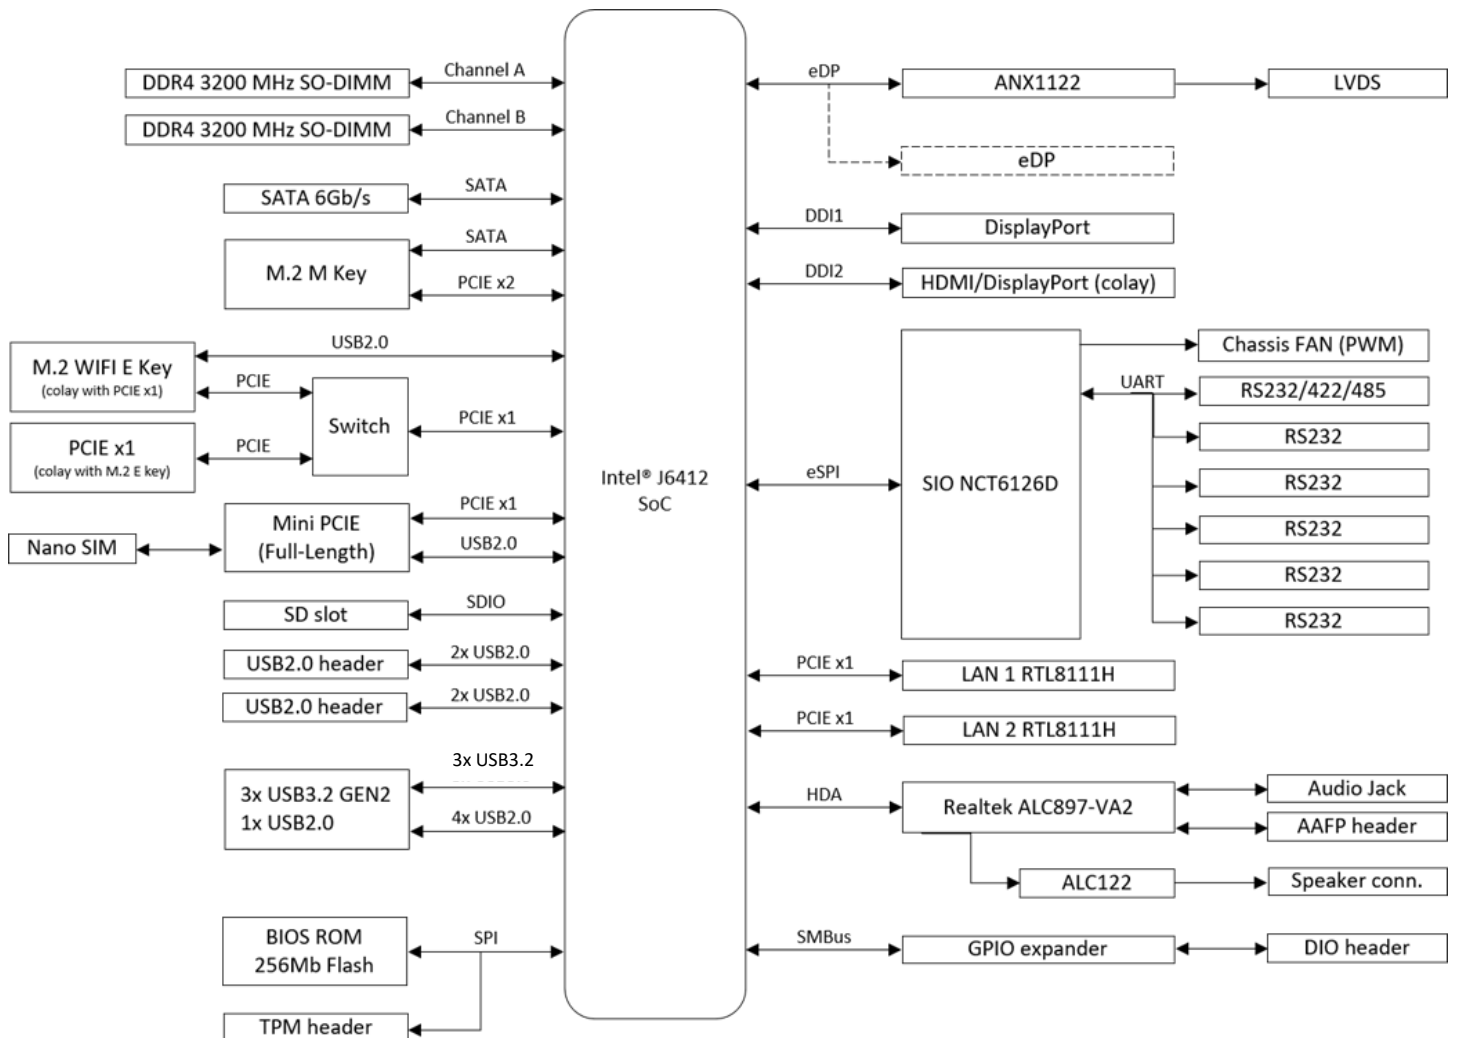 DDR4 3200 MHz SO-DIMM
Channel A
DDR4 3200 MHz SO-DIMM
Channel B
SATA 6Gb/s
SATA
M.2 M Key
SATA
PCIE x2
M.2 WIFI E Key
(colay with PCIE x1)
USB2.0
PCIE
PCIE x1
(colay with M.2 E key)
PCIE
Switch
PCIE x1
Nano SIM
Mini PCIE
(Full-Length)
PCIE x1
USB2.0
SD slot
SDIO
USB2.0 header
2x USB2.0
USB2.0 header
2x USB2.0
3x USB3.2 GEN2
1x USB2.0
3x USB3.2
4x USB2.0
BIOS ROM
256Mb Flash
SPI
TPM header
Intel® J6412
SoC
eDP
ANX1122
LVDS
eDP
DDI1
DisplayPort
DDI2
HDMI/DisplayPort (colay)
eSPI
SIO NCT6126D
Chassis FAN (PWM)
UART
RS232/422/485
RS232
RS232
RS232
RS232
RS232
PCIE x1
LAN 1 RTL8111H
PCIE x1
LAN 2 RTL8111H
HDA
Realtek ALC897-VA2
Audio Jack
AAFP header
ALC122
Speaker conn.
SMBus
GPIO expander
DIO header